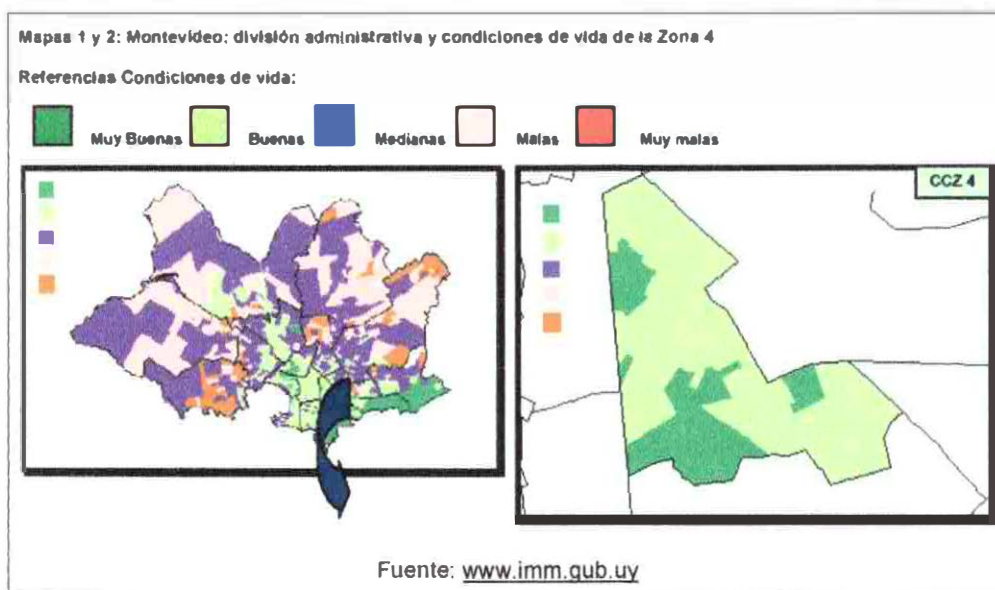 Mapas 1 y 2: Montevideo: división administrativa y condiciones de vida de la Zona 4
Referencias Condiciones de vida:
Muy Buenas Buenas Medianas Malas Muy malas
CCZ 4
Fuente: www.imm.gub.uy